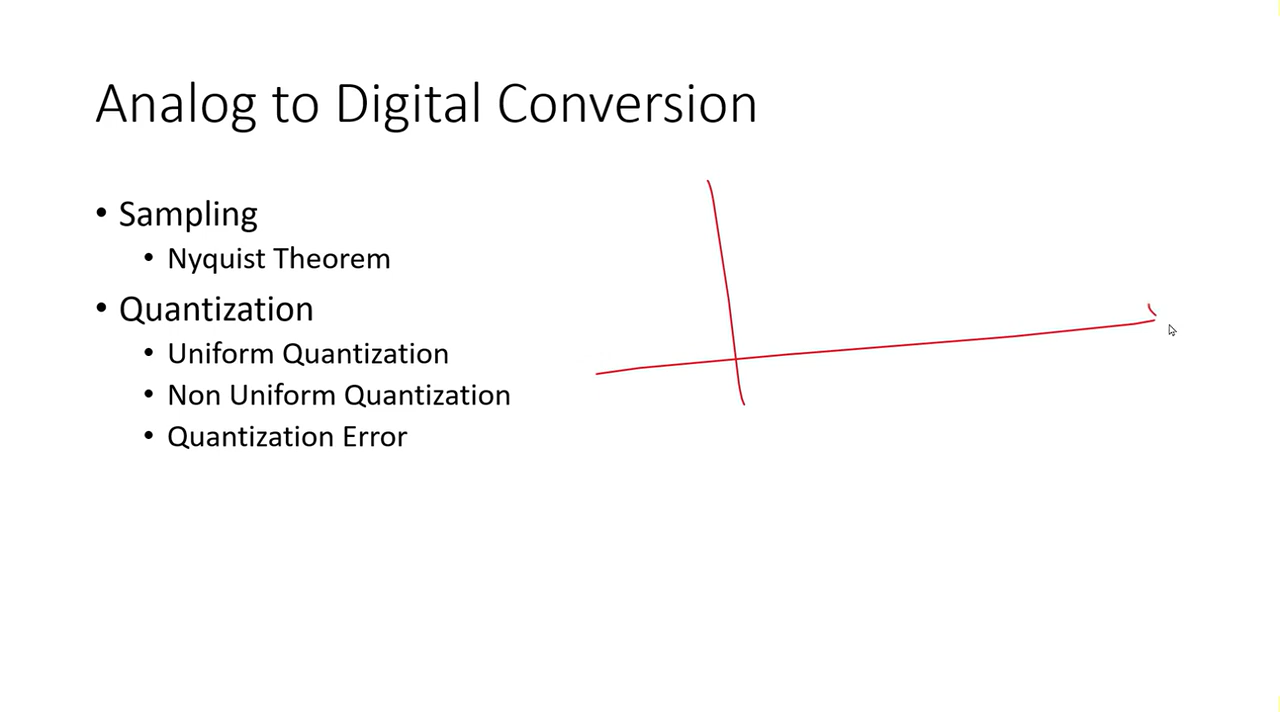 Analog to Digital Conversion
• Sampling
• Nyquist Theorem
• Quantization
• Uniform Quantization
• Non Uniform Quantization
• Quantization Error